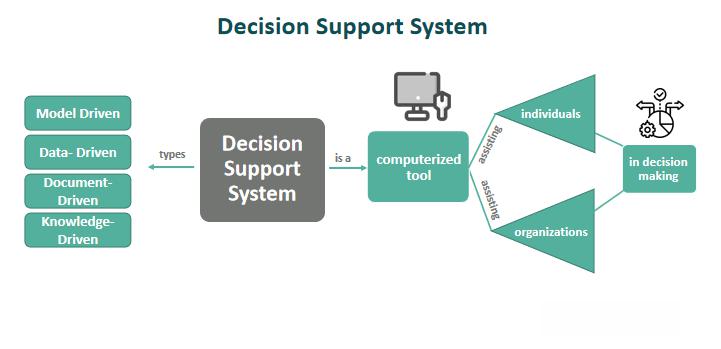 Decision Support System
Model Driven
Data- Driven
Document-
Driven
Knowledge-
Driven
types
Decision
Support
System
is a
computerized
tool
assisting
assisting
individuals
organizations
in decision
making